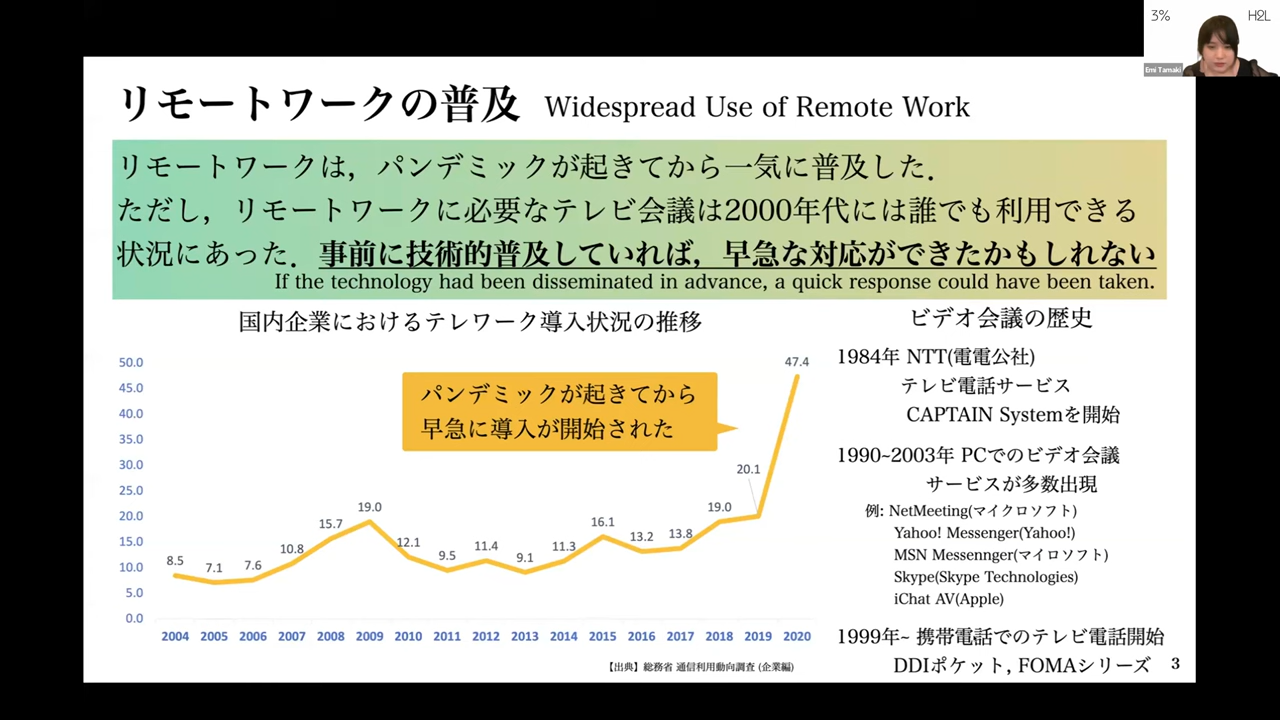 3%
H2L
Emi Tamaki
リモートワークの普及 Widespread Use of Remote Work
リモートワークは，パンデミックが起きてから一気に普及した．
ただし，リモートワークに必要なテレビ会議は2000年代には誰でも利用できる
状況にあった．事前に技術的普及していれば，早急な対応ができたかもしれない
If the technology had been disseminated in advance, a quick response could have been taken.
国内企業におけるテレワーク導入状況の推移
50.0
45.0
40.0
35.0
30.0
25.0
20.0
15.0
10.0
5.0
0.0
パンデミックが起きてから
早急に導入が開始された
8.5 7.1 7.6 10.8 15.7 19.0 12.1 9.5 11.4 9.1 11.3 16.1 13.2 13.8 19.0 20.1 47.4
2004 2005 2006 2007 2008 2009 2010 2011 2012 2013 2014 2015 2016 2017 2018 2019 2020
【出典】総務省 通信利用動向調査 (企業編)
ビデオ会議の歴史
1984年 NTT(電電公社)
テレビ電話サービス
CAPTAIN Systemを開始
1990~2003年 PCでのビデオ会議
サービスが多数出現
例: NetMeeting(マイクロソフト)
Yahoo! Messenger(Yahoo!)
MSN Messennger(マイロソフト)
Skype(Skype Technologies)
iChat AV(Apple)
1999年~ 携帯電話でのテレビ電話開始
DDIポケット, FOMAシリーズ
3